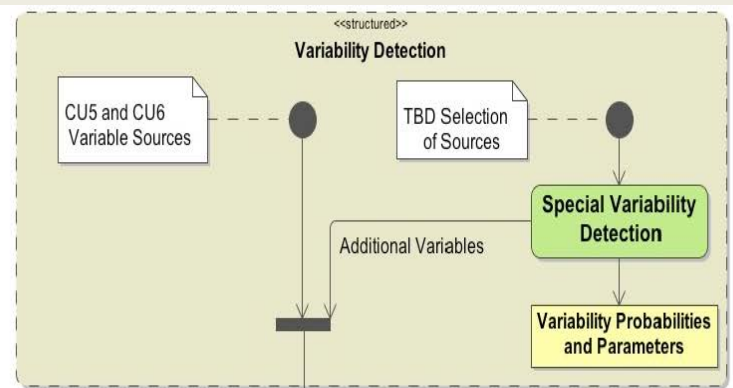 <<structured>>
Variability Detection
CU5 and CU6
Variable Sources
TBD Selection
of Sources
Special Variability
Detection
Additional Variables
Variability Probabilities
and Parameters